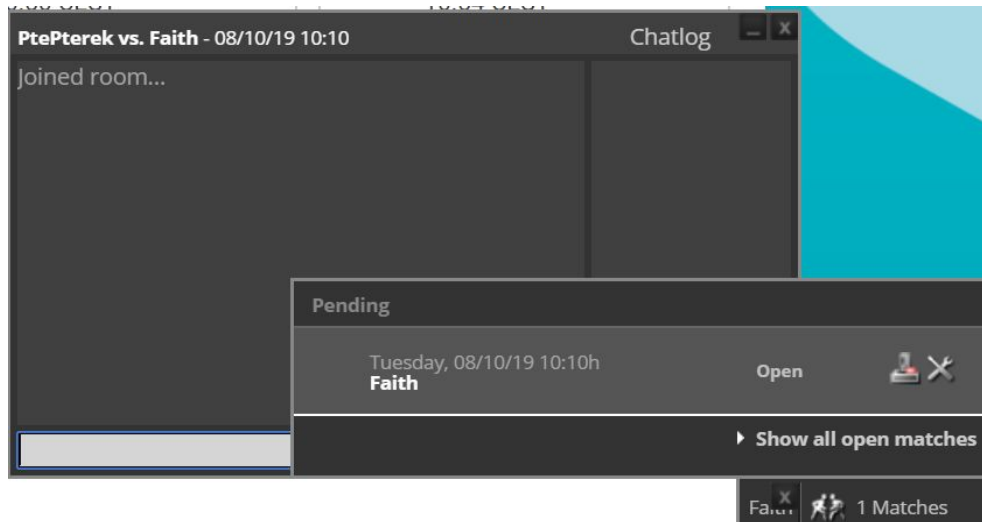 PtePterek vs. Faith - 08/10/19 10:10 Chatlog
Joined room...
Pending
Tuesday, 08/10/19 10:10h
Faith
Open
Show all open matches
1 Matches